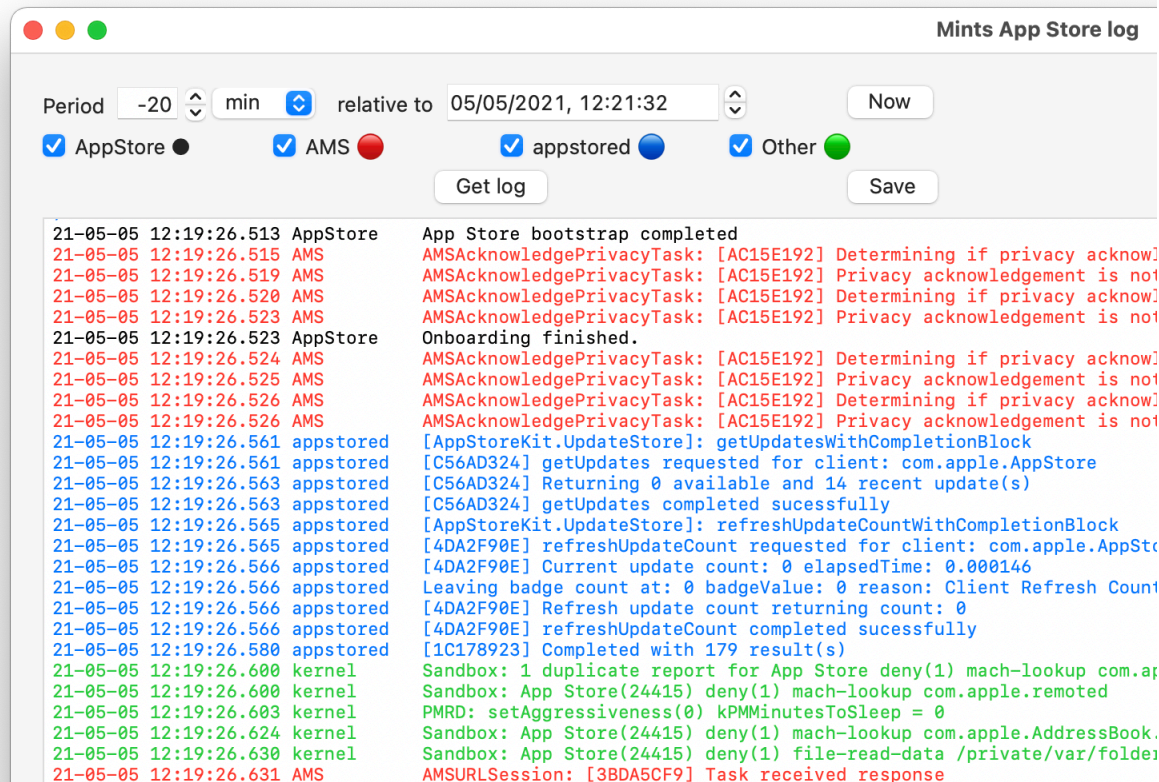 Mints App Store log
Period -20 min relative to 05/05/2021, 12:21:32 Now
AppStore AMS appstored Other
Get log Save
21-05-05 12:19:26.513 AppStore App Store bootstrap completed
21-05-05 12:19:26.515 AMS AMSAcknowledgePrivacyTask: [AC15E192] Determining if privacy acknowl
21-05-05 12:19:26.519 AMS AMSAcknowledgePrivacyTask: [AC15E192] Privacy acknowledgement is not
21-05-05 12:19:26.520 AMS AMSAcknowledgePrivacyTask: [AC15E192] Determining if privacy acknowl
21-05-05 12:19:26.523 AMS AMSAcknowledgePrivacyTask: [AC15E192] Privacy acknowledgement is not
21-05-05 12:19:26.523 AppStore Onboarding finished.
21-05-05 12:19:26.524 AMS AMSAcknowledgePrivacyTask: [AC15E192] Determining if privacy acknowl
21-05-05 12:19:26.525 AMS AMSAcknowledgePrivacyTask: [AC15E192] Privacy acknowledgement is not
21-05-05 12:19:26.526 AMS AMSAcknowledgePrivacyTask: [AC15E192] Determining if privacy acknowl
21-05-05 12:19:26.526 AMS AMSAcknowledgePrivacyTask: [AC15E192] Privacy acknowledgement is not
21-05-05 12:19:26.561 appstored [AppStoreKit.UpdateStore]: getUpdatesWithCompletionBlock
21-05-05 12:19:26.561 appstored [C56AD324] getUpdates requested for client: com.apple.AppStore
21-05-05 12:19:26.563 appstored [C56AD324] Returning 0 available and 14 recent update(s)
21-05-05 12:19:26.563 appstored [C56AD324] getUpdates completed sucessfully
21-05-05 12:19:26.565 appstored [AppStoreKit.UpdateStore]: refreshUpdateCountWithCompletionBlock
21-05-05 12:19:26.565 appstored [4DA2F90E] refreshUpdateCount requested for client: com.apple.AppSto
21-05-05 12:19:26.566 appstored [4DA2F90E] Current update count: 0 elapsedTime: 0.000146
21-05-05 12:19:26.566 appstored Leaving badge count at: 0 badgeValue: 0 reason: Client Refresh Count
21-05-05 12:19:26.566 appstored [4DA2F90E] Refresh update count returning count: 0
21-05-05 12:19:26.566 appstored [4DA2F90E] refreshUpdateCount completed sucessfully
21-05-05 12:19:26.580 appstored [1C178923] Completed with 179 result(s)
21-05-05 12:19:26.600 kernel Sandbox: 1 duplicate report for App Store deny(1) mach-lookup com.ap
21-05-05 12:19:26.600 kernel Sandbox: App Store(24415) deny(1) mach-lookup com.apple.remoted
21-05-05 12:19:26.603 kernel PMRD: setAggressiveness(0) kPMMinutesToSleep = 0
21-05-05 12:19:26.624 kernel Sandbox: App Store(24415) deny(1) mach-lookup com.apple.AddressBook.
21-05-05 12:19:26.630 kernel Sandbox: App Store(24415) deny(1) file-read-data /private/var/folder
21-05-05 12:19:26.631 AMS AMSURLSession: [3BDA5CF9] Task received response